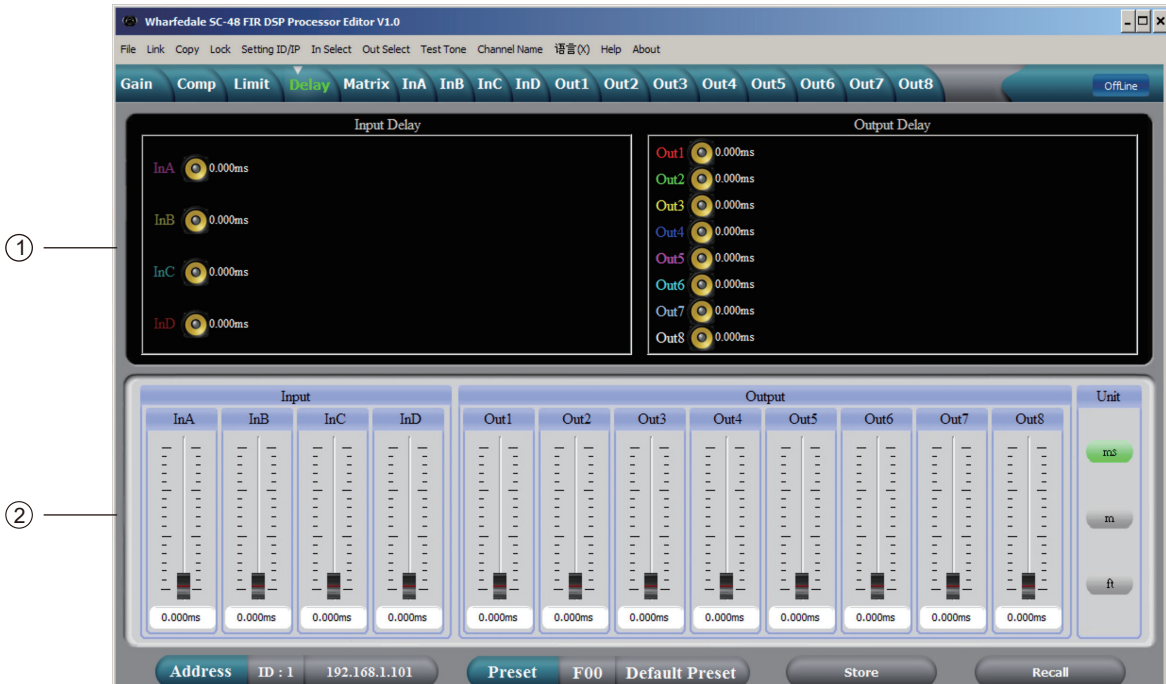 Wharfedale SC-48 FIR DSP Processor Editor V1.0
File Link Copy Lock Setting ID/IP In Select Out Select Test Tone Channel Name 语言(X) Help About
Gain Comp Limit Delay Matrix InA InB InC InD Out1 Out2 Out3 Out4 Out5 Out6 Out7 Out8 OffLine
Input Delay
InA 0.000ms
InB 0.000ms
InC 0.000ms
InD 0.000ms
Output Delay
Out1 0.000ms
Out2 0.000ms
Out3 0.000ms
Out4 0.000ms
Out5 0.000ms
Out6 0.000ms
Out7 0.000ms
Out8 0.000ms
1
Input Output Unit
InA InB InC InD Out1 Out2 Out3 Out4 Out5 Out6 Out7 Out8
ms
m
ft
2
0.000ms 0.000ms 0.000ms 0.000ms 0.000ms 0.000ms 0.000ms 0.000ms 0.000ms 0.000ms 0.000ms 0.000ms
Address ID : 1 192.168.1.101 Preset F00 Default Preset Store Recall